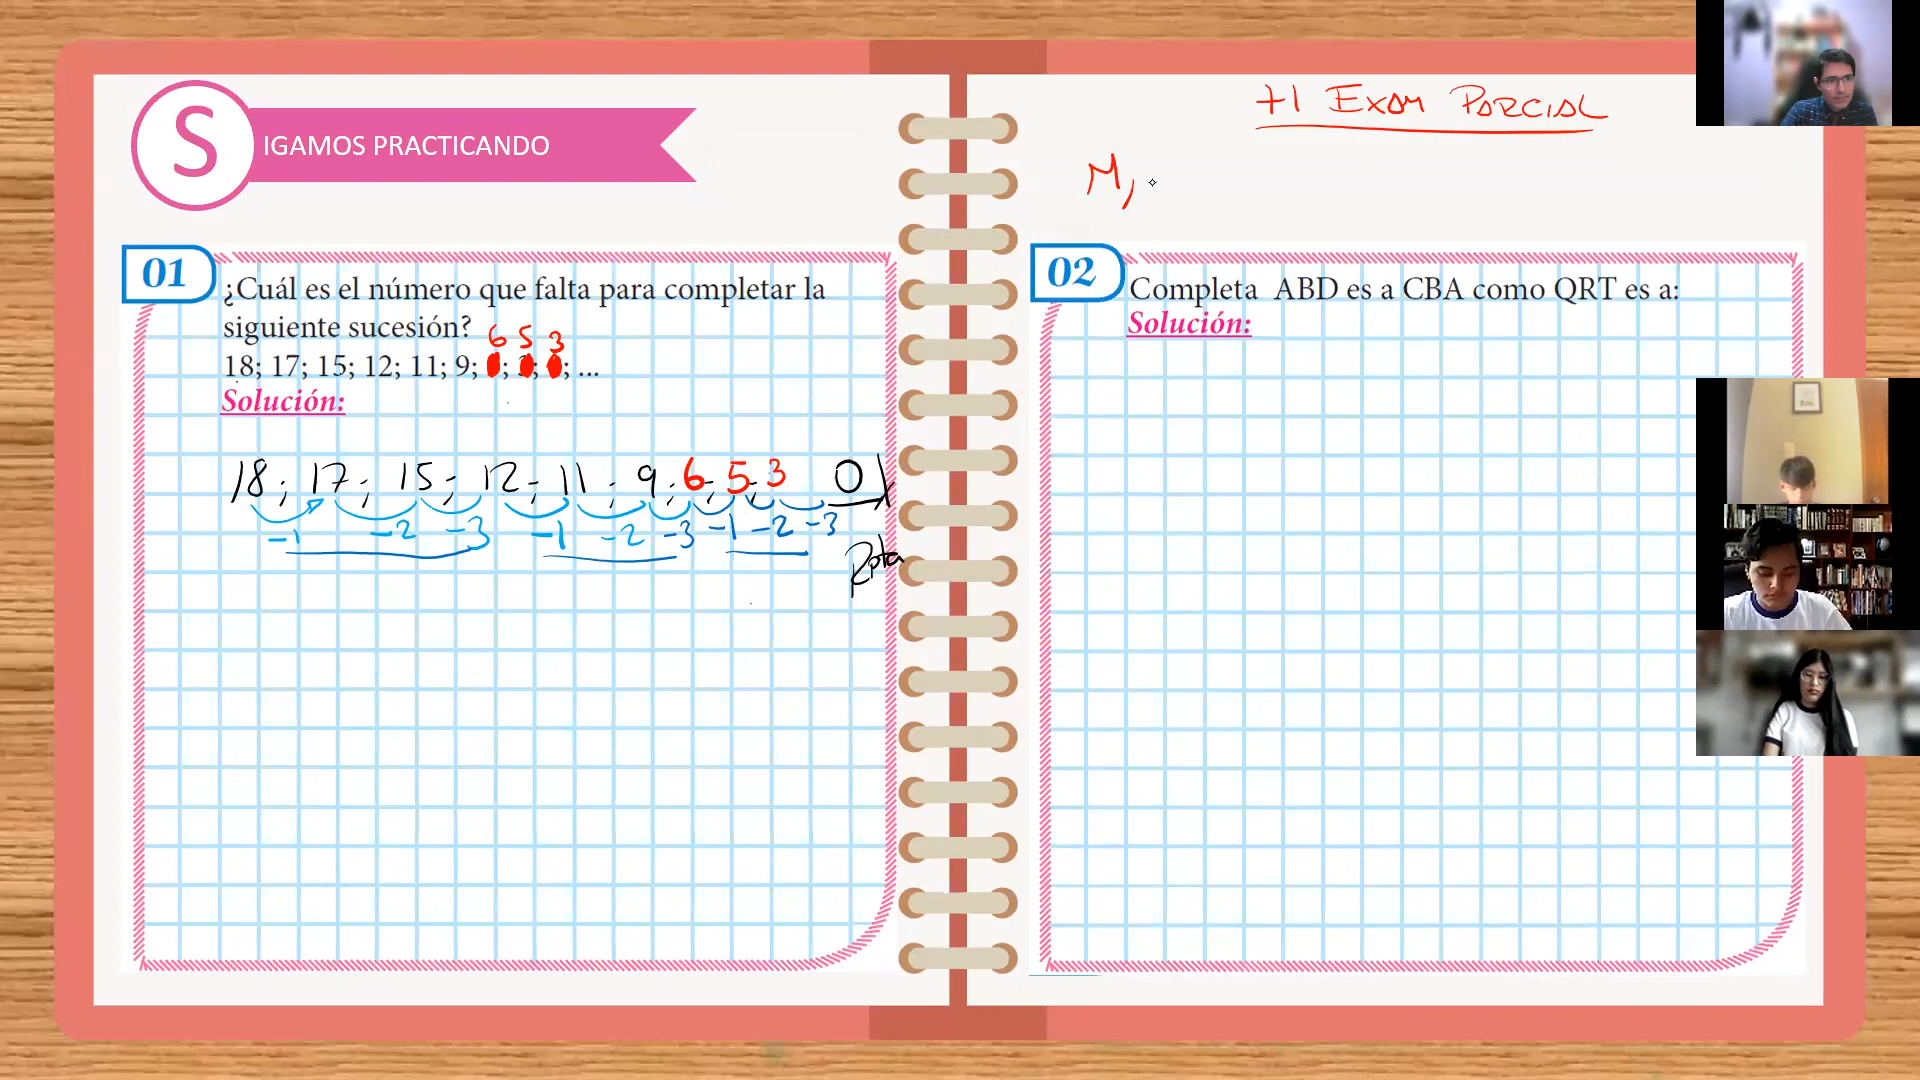 SIGAMOS PRACTICANDO
01
¿Cuál es el número que falta para completar la
siguiente sucesión?
6 5 3
18; 17; 15; 12; 11; 9; ; ; ; ...
Solución:
18; 17; 15; 12; 11; 9; 6; 5; 3 0
-1 -2 -3 -1 -2 -3 -1 -2 -3
Rpta
+1 EXAM PARCIAL
M,
02
Completa ABD es a CBA como QRT es a:
Solución: